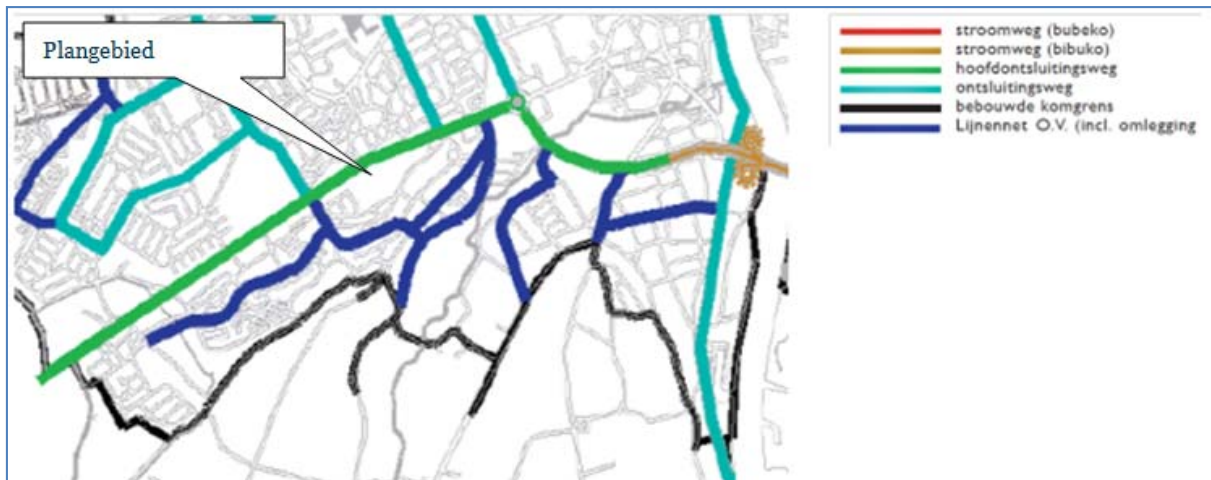 Plangebied
stroomweg (bubeko)
stroomweg (bibuko)
hoofdontsluitingsweg
ontsluitingsweg
bebouwde komgrens
Lijnennet O.V. (incl. omlegging